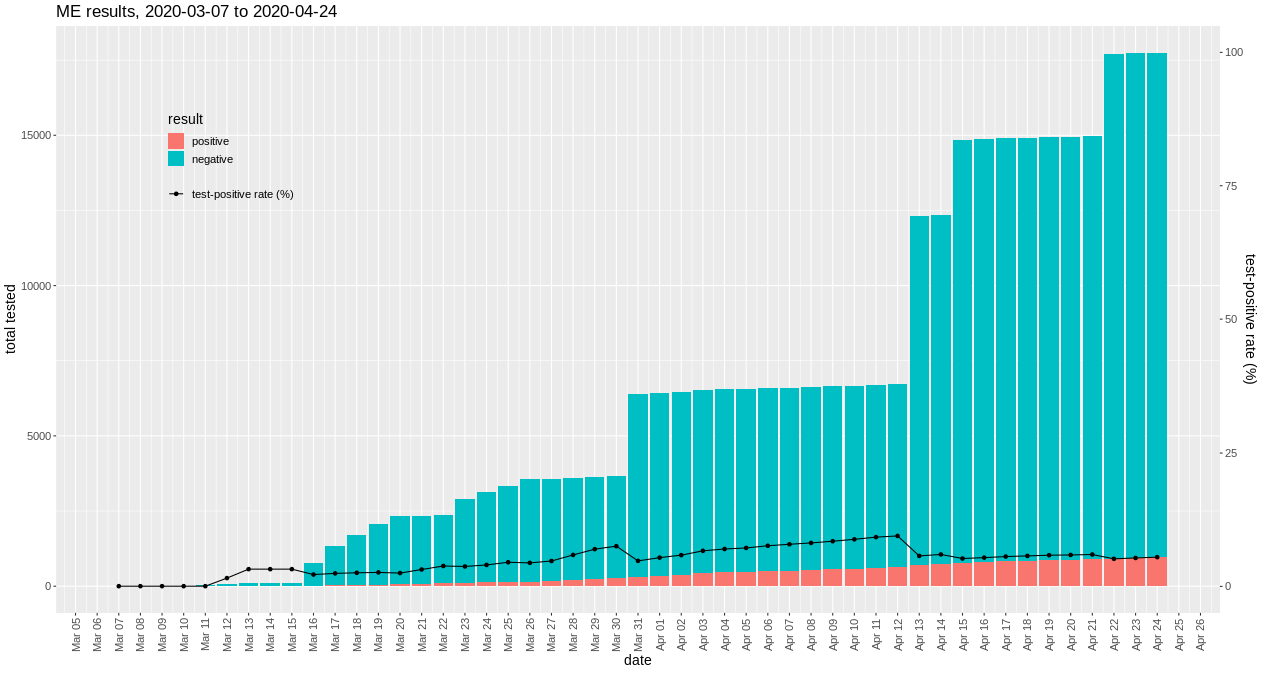 ME results, 2020-03-07 to 2020-04-24
result
positive
negative
test-positive rate (%)
total tested
15000
10000
5000
0
100
75
50
25
0
test-positive rate (%)
Mar 05
Mar 06
Mar 07
Mar 08
Mar 09
Mar 10
Mar 11
Mar 12
Mar 13
Mar 14
Mar 15
Mar 16
Mar 17
Mar 18
Mar 19
Mar 20
Mar 21
Mar 22
Mar 23
Mar 24
Mar 25
Mar 26
Mar 27
Mar 28
Mar 29
Mar 30
Mar 31
Apr 01
Apr 02
Apr 03
Apr 04
Apr 05
Apr 06
Apr 07
Apr 08
Apr 09
Apr 10
Apr 11
Apr 12
Apr 13
Apr 14
Apr 15
Apr 16
Apr 17
Apr 18
Apr 19
Apr 20
Apr 21
Apr 22
Apr 23
Apr 24
Apr 25
Apr 26
date